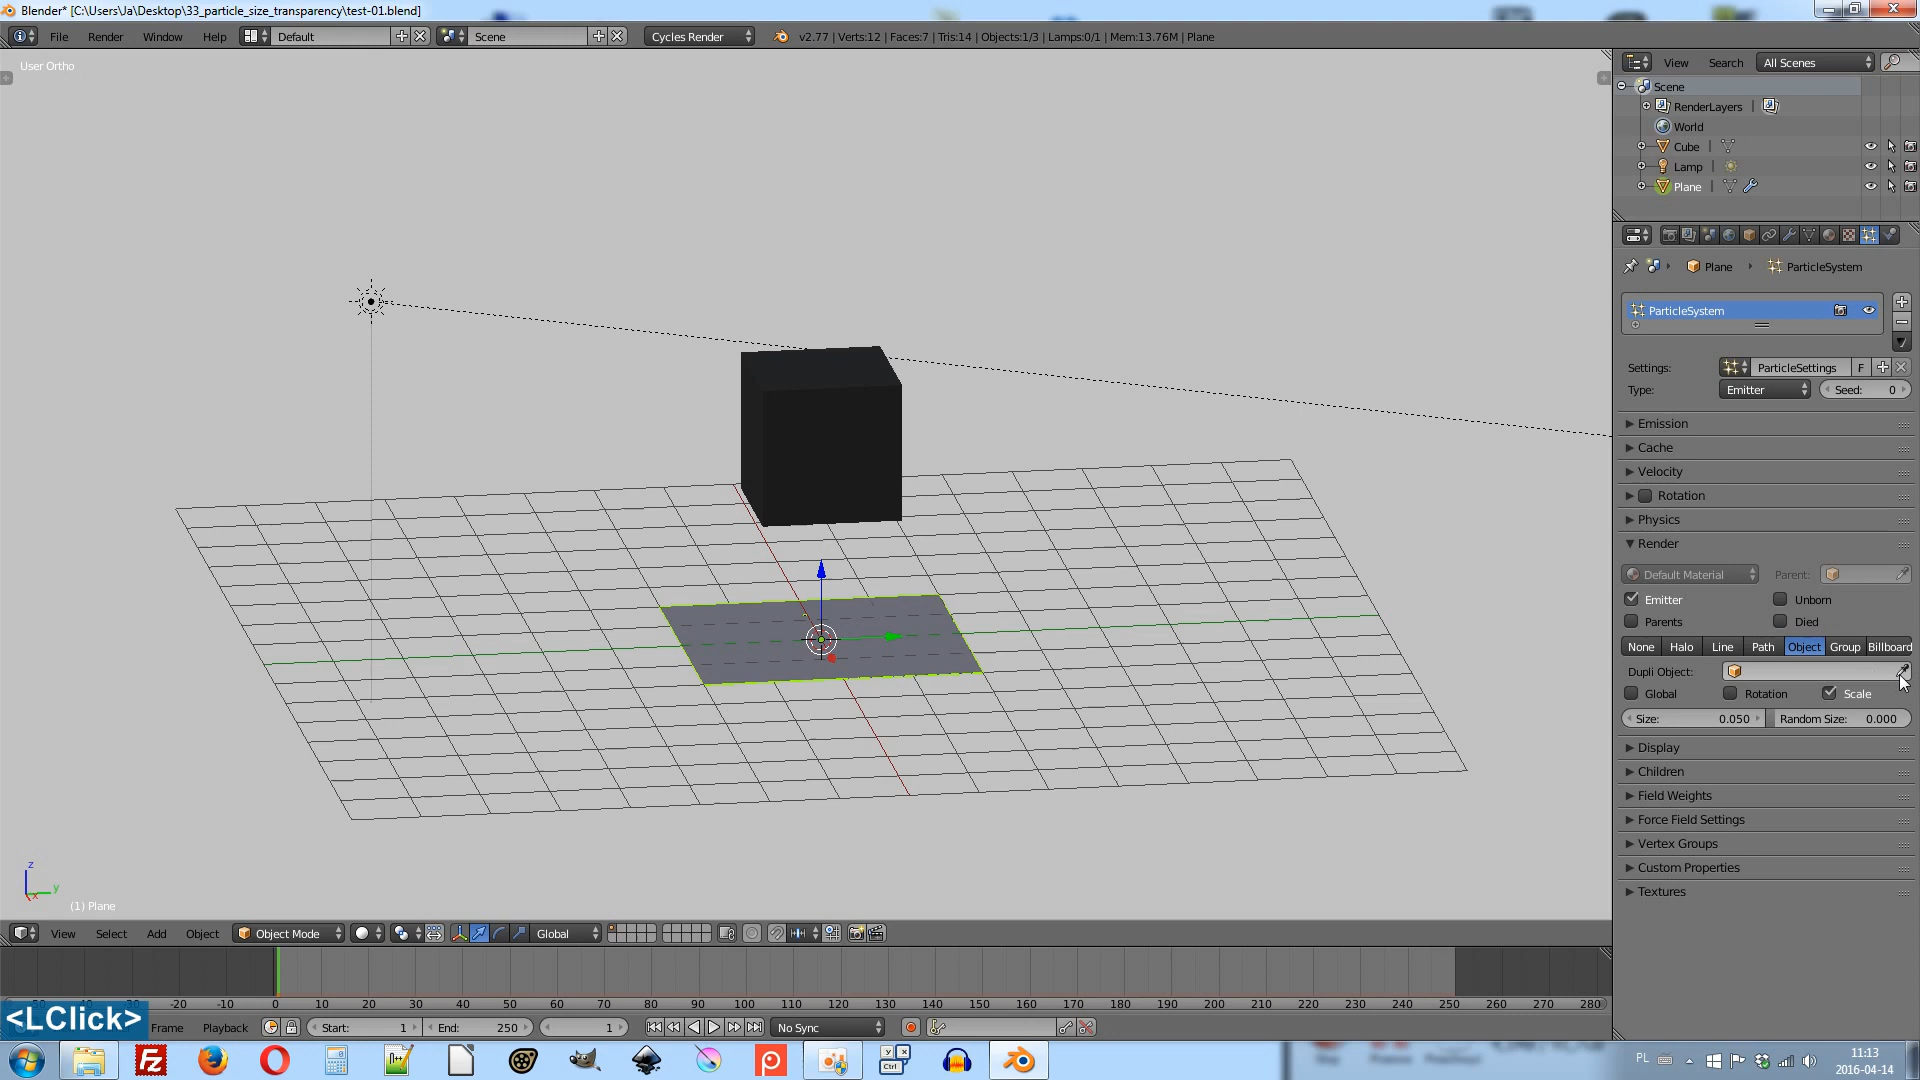 Blender* [C:\Users\Ja\Desktop\33_particle_size_transparency\test-01.blend]
File Render Window Help Default Scene Cycles Render v2.77 | Verts:12 | Faces:7 | Tris:14 | Objects:1/3 | Lamps:0/1 | Mem:13.76M | Plane
User Ortho
View Search All Scenes
Scene
RenderLayers
World
Cube
Lamp
Plane
Plane ParticleSystem
ParticleSystem
Settings: ParticleSettings F
Type: Emitter Seed: 0
Emission
Cache
Velocity
Rotation
Physics
Render
Default Material Parent:
Emitter Unborn
Parents Died
None Halo Line Path Object Group Billboard
Dupli Object:
Global Rotation Scale
Size: 0.050 Random Size: 0.000
Display
Children
Field Weights
Force Field Settings
Vertex Groups
Custom Properties
Textures
z
y
x
(1) Plane
View Select Add Object Object Mode Global
-20 -10 0 10 20 30 40 50 60 70 80 90 100 110 120 130 140 150 160 170 180 190 200 210 220 230 240 250 260 270 280
<LClick> Frame Playback Start: 1 End: 250 1 No Sync
Y X
Ctrl
PL
11:13
2016-04-14